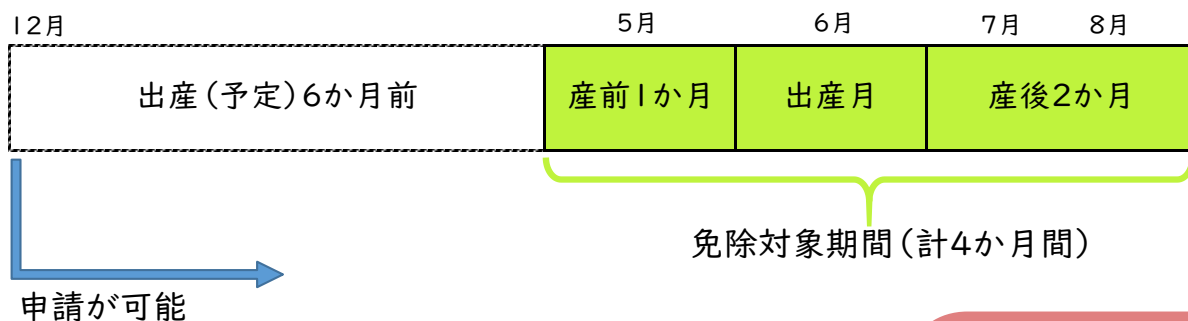 12月 5月 6月 7月 8月
出産(予定)6か月前 産前1か月 出産月 産後2か月
免除対象期間(計4か月間)
申請が可能